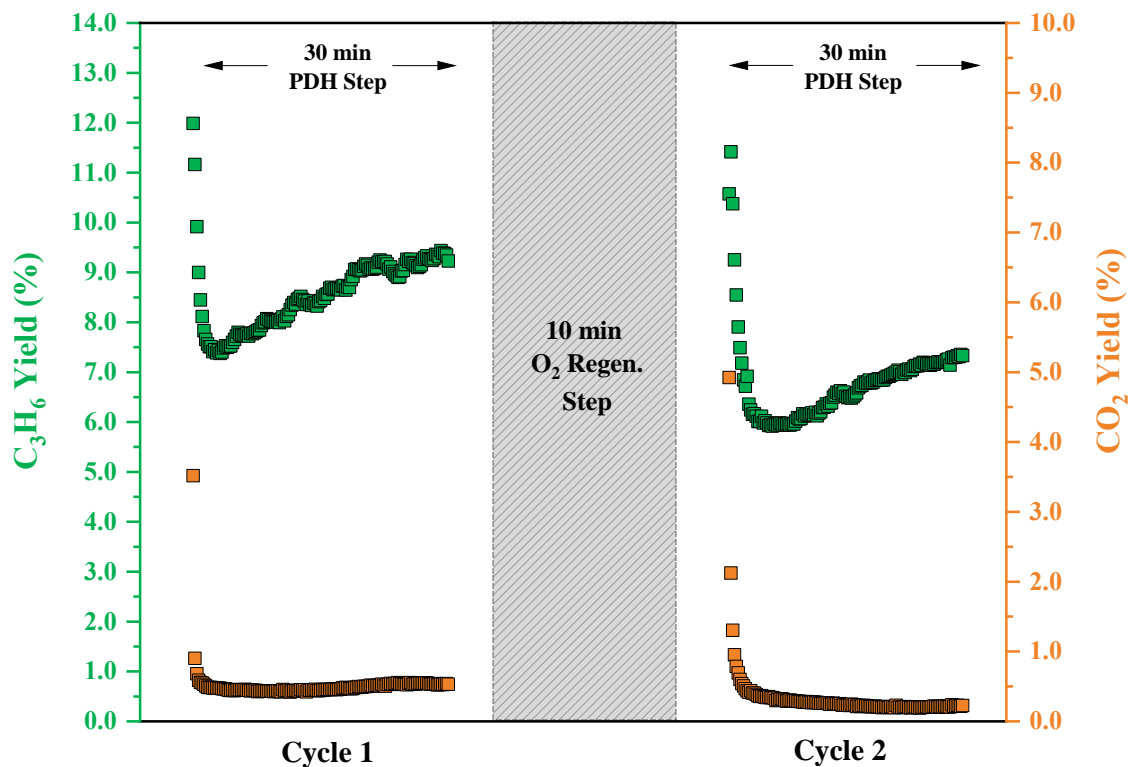 14.0
13.0
12.0
11.0
10.0
9.0
8.0
7.0
6.0
5.0
4.0
3.0
2.0
1.0
0.0
C₃H₆ Yield (%)
30 min
PDH Step
10 min
O₂ Regen.
Step
30 min
PDH Step
10.0
9.0
8.0
7.0
6.0
5.0
4.0
3.0
2.0
1.0
0.0
CO₂ Yield (%)
Cycle 1
Cycle 2